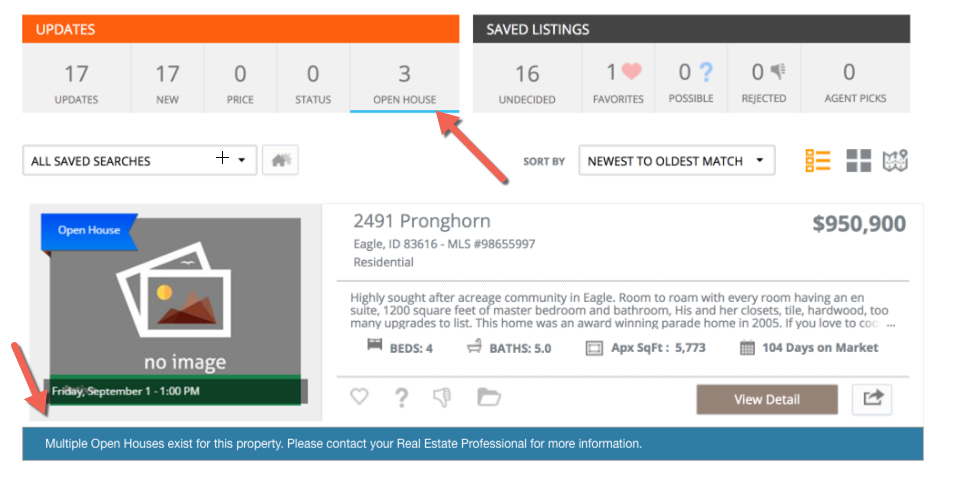 UPDATES
17
UPDATES
17
NEW
0
PRICE
0
STATUS
3
OPEN HOUSE
SAVED LISTINGS
16
UNDECIDED
1
FAVORITES
0 ?
POSSIBLE
0
REJECTED
0
AGENT PICKS
ALL SAVED SEARCHES
SORT BY
NEWEST TO OLDEST MATCH
Open House
no image
Friday, September 1 - 1:00 PM
2491 Pronghorn
$950,900
Eagle, ID 83616 - MLS #98655997
Residential
Highly sought after acreage community in Eagle. Room to roam with every room having an en
suite, 1200 square feet of master bedroom and bathroom, His and her closets, tile, hardwood, too
many upgrades to list. This home was an award winning parade home in 2005. If you love to coo ...
BEDS: 4
BATHS: 5.0
Apx SqFt : 5,773
104 Days on Market
?
View Detail
Multiple Open Houses exist for this property. Please contact your Real Estate Professional for more information.